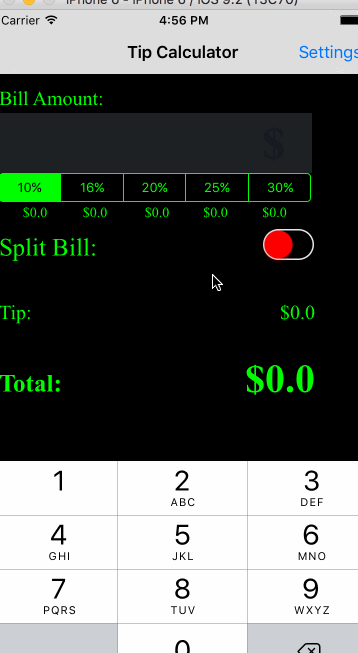 iPhone 6 - iPhone 6 / iOS 9.2 (13C70)
Carrier 4:56 PM
Tip Calculator Settings
Bill Amount:
$
10% 16% 20% 25% 30%
$0.0 $0.0 $0.0 $0.0 $0.0
Split Bill:
Tip: $0.0
Total: $0.0
1 2 3
ABC DEF
4 5 6
GHI JKL MNO
7 8 9
PQRS TUV WXYZ
0